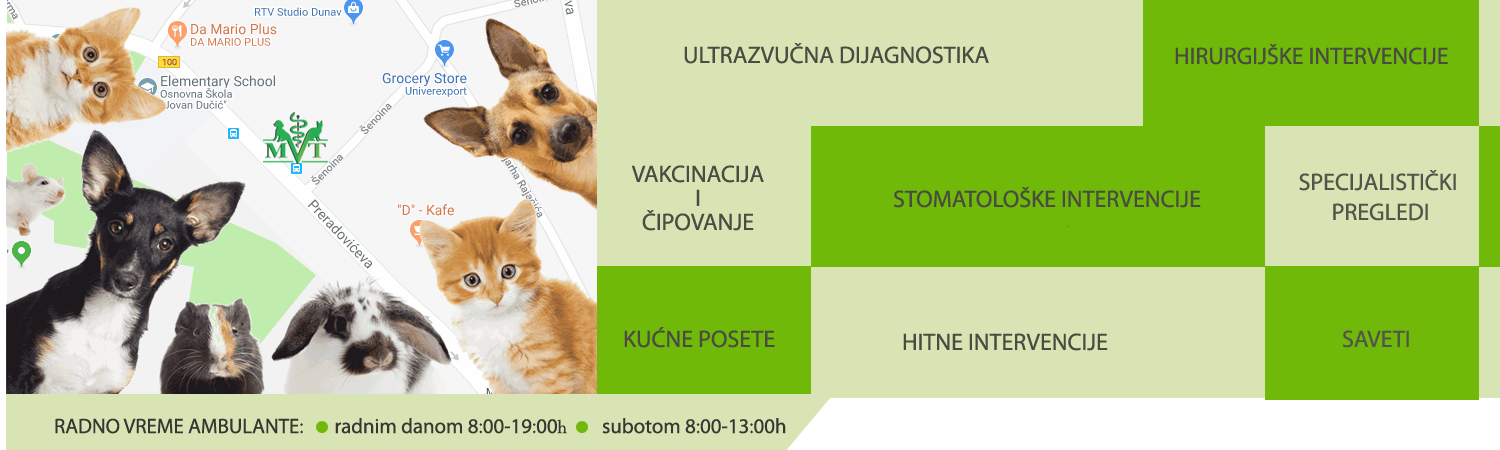 RTV Studio Dunav
Da Mario Plus
DA MARIO PLUS
100
Elementary School
Osnovna Škola
"Jovan Dučić"
Grocery Store
Univerexport
Šenoina
MVT
Šenoina
Preradovićeva
"D" - Kafe
ULTRAZVUČNA DIJAGNOSTIKA
HIRURGIJŠKE INTERVENCIJE
VAKCINACIJA
I
ČIPOVANJE
STOMATOLOŠKE INTERVENCIJE
SPECIJALISTIČKI
PREGLEDI
KUĆNE POSETE
HITNE INTERVENCIJE
SAVETI
RADNO VREME AMBULANTE: radnim danom 8:00-19:00h subotom 8:00-13:00h